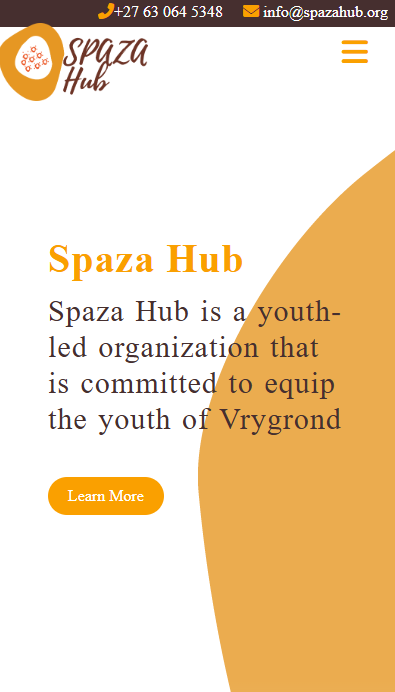 +27 63 064 5348 info@spazahub.org
SPAZA
Hub
Spaza Hub
Spaza Hub is a youth-
led organization that
is committed to equip
the youth of Vrygrond
Learn More